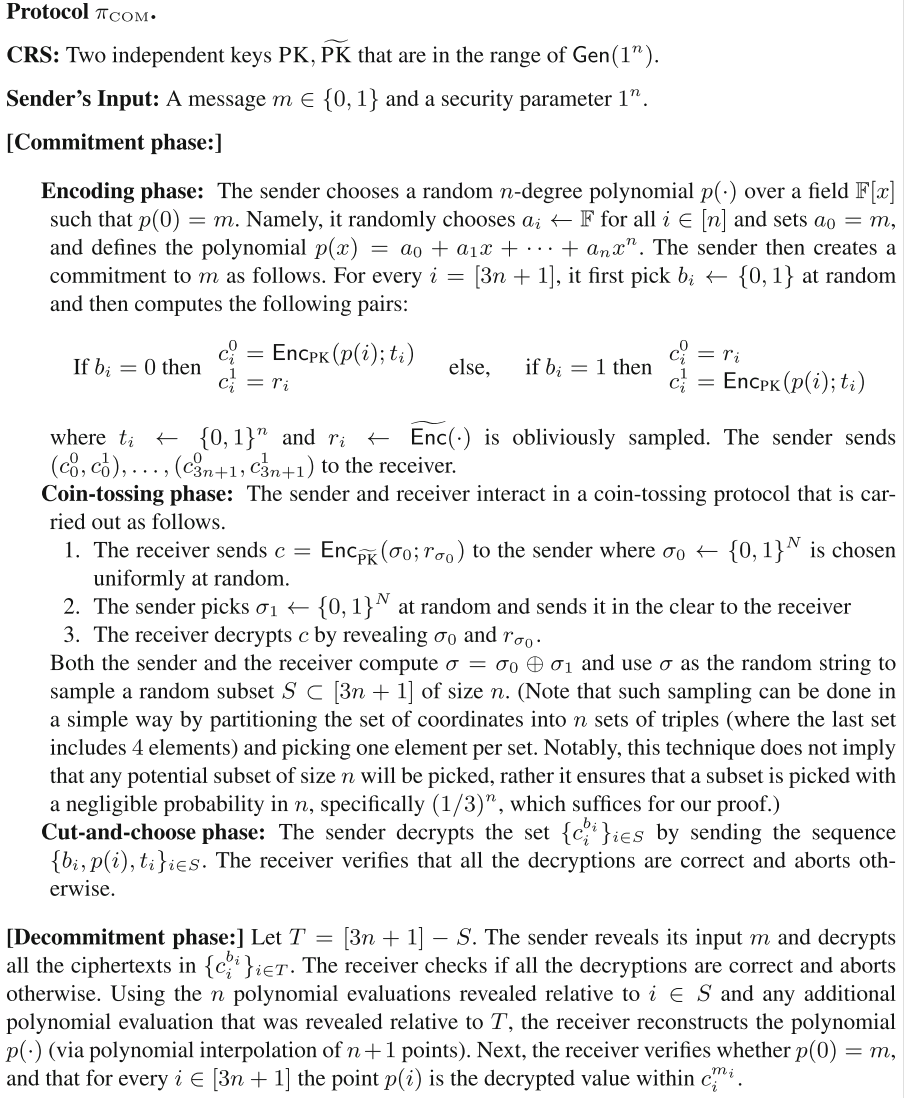 Protocol π_COM.
CRS: Two independent keys PK, \widetilde{PK} that are in the range of Gen(1^n).
Sender's Input: A message m ∈ {0, 1} and a security parameter 1^n.
[Commitment phase:]
Encoding phase: The sender chooses a random n-degree polynomial p(·) over a field 𝔽[x]
such that p(0) = m. Namely, it randomly chooses a_i ← 𝔽 for all i ∈ [n] and sets a_0 = m,
and defines the polynomial p(x) = a_0 + a_1x + ··· + a_nx^n. The sender then creates a
commitment to m as follows. For every i = [3n + 1], it first pick b_i ← {0, 1} at random
and then computes the following pairs:
If b_i = 0 then c_i^0 = Enc_PK(p(i); t_i) c_i^1 = r_i else, if b_i = 1 then c_i^0 = r_i c_i^1 = Enc_PK(p(i); t_i)
where t_i ← {0, 1}^n and r_i ← \widetilde{Enc}(·) is obliviously sampled. The sender sends
(c_0^0, c_0^1), . . . , (c_{3n+1}^0, c_{3n+1}^1) to the receiver.
Coin-tossing phase: The sender and receiver interact in a coin-tossing protocol that is car-
ried out as follows.
1. The receiver sends c = Enc_{\widetilde{PK}}(σ_0; r_{σ_0}) to the sender where σ_0 ← {0, 1}^N is chosen
uniformly at random.
2. The sender picks σ_1 ← {0, 1}^N at random and sends it in the clear to the receiver
3. The receiver decrypts c by revealing σ_0 and r_{σ_0}.
Both the sender and the receiver compute σ = σ_0 ⊕ σ_1 and use σ as the random string to
sample a random subset S ⊂ [3n + 1] of size n. (Note that such sampling can be done in
a simple way by partitioning the set of coordinates into n sets of triples (where the last set
includes 4 elements) and picking one element per set. Notably, this technique does not imply
that any potential subset of size n will be picked, rather it ensures that a subset is picked with
a negligible probability in n, specifically (1/3)^n, which suffices for our proof.)
Cut-and-choose phase: The sender decrypts the set {c_i^{b_i}}_{i∈S} by sending the sequence
{b_i, p(i), t_i}_{i∈S}. The receiver verifies that all the decryptions are correct and aborts oth-
erwise.
[Decommitment phase:] Let T = [3n + 1] − S. The sender reveals its input m and decrypts
all the ciphertexts in {c_i^{b_i}}_{i∈T}. The receiver checks if all the decryptions are correct and aborts
otherwise. Using the n polynomial evaluations revealed relative to i ∈ S and any additional
polynomial evaluation that was revealed relative to T, the receiver reconstructs the polynomial
p(·) (via polynomial interpolation of n+1 points). Next, the receiver verifies whether p(0) = m,
and that for every i ∈ [3n + 1] the point p(i) is the decrypted value within c_i^{m_i}.